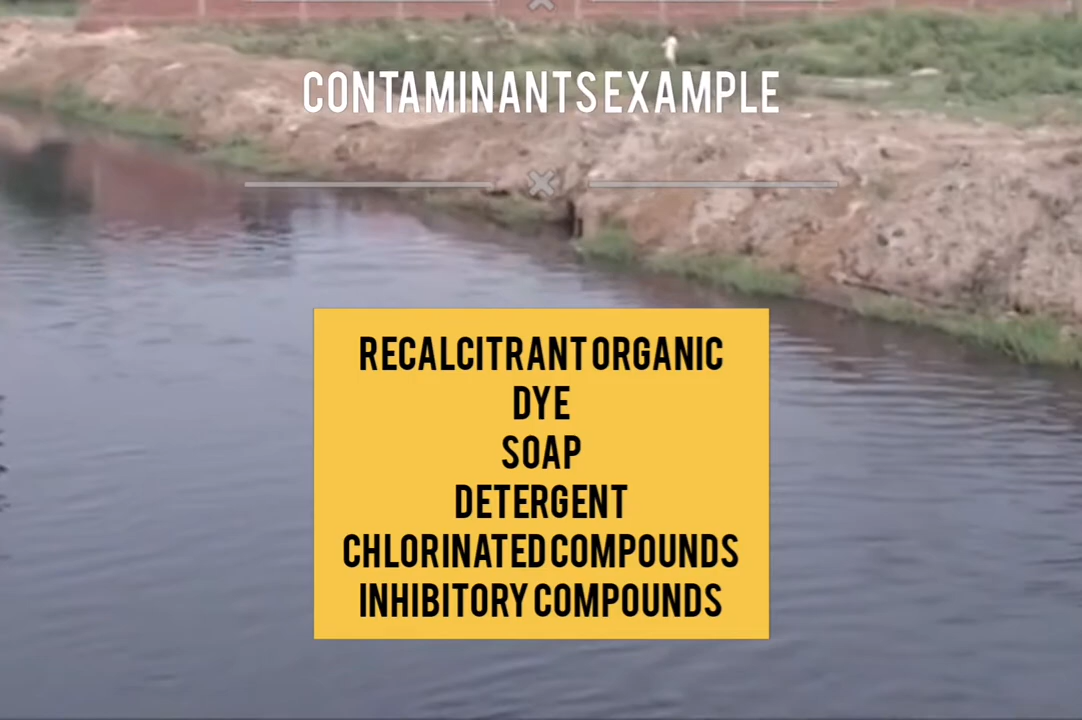 CONTAMINANTS EXAMPLE
RECALCITRANT ORGANIC
DYE
SOAP
DETERGENT
CHLORINATED COMPOUNDS
INHIBITORY COMPOUNDS